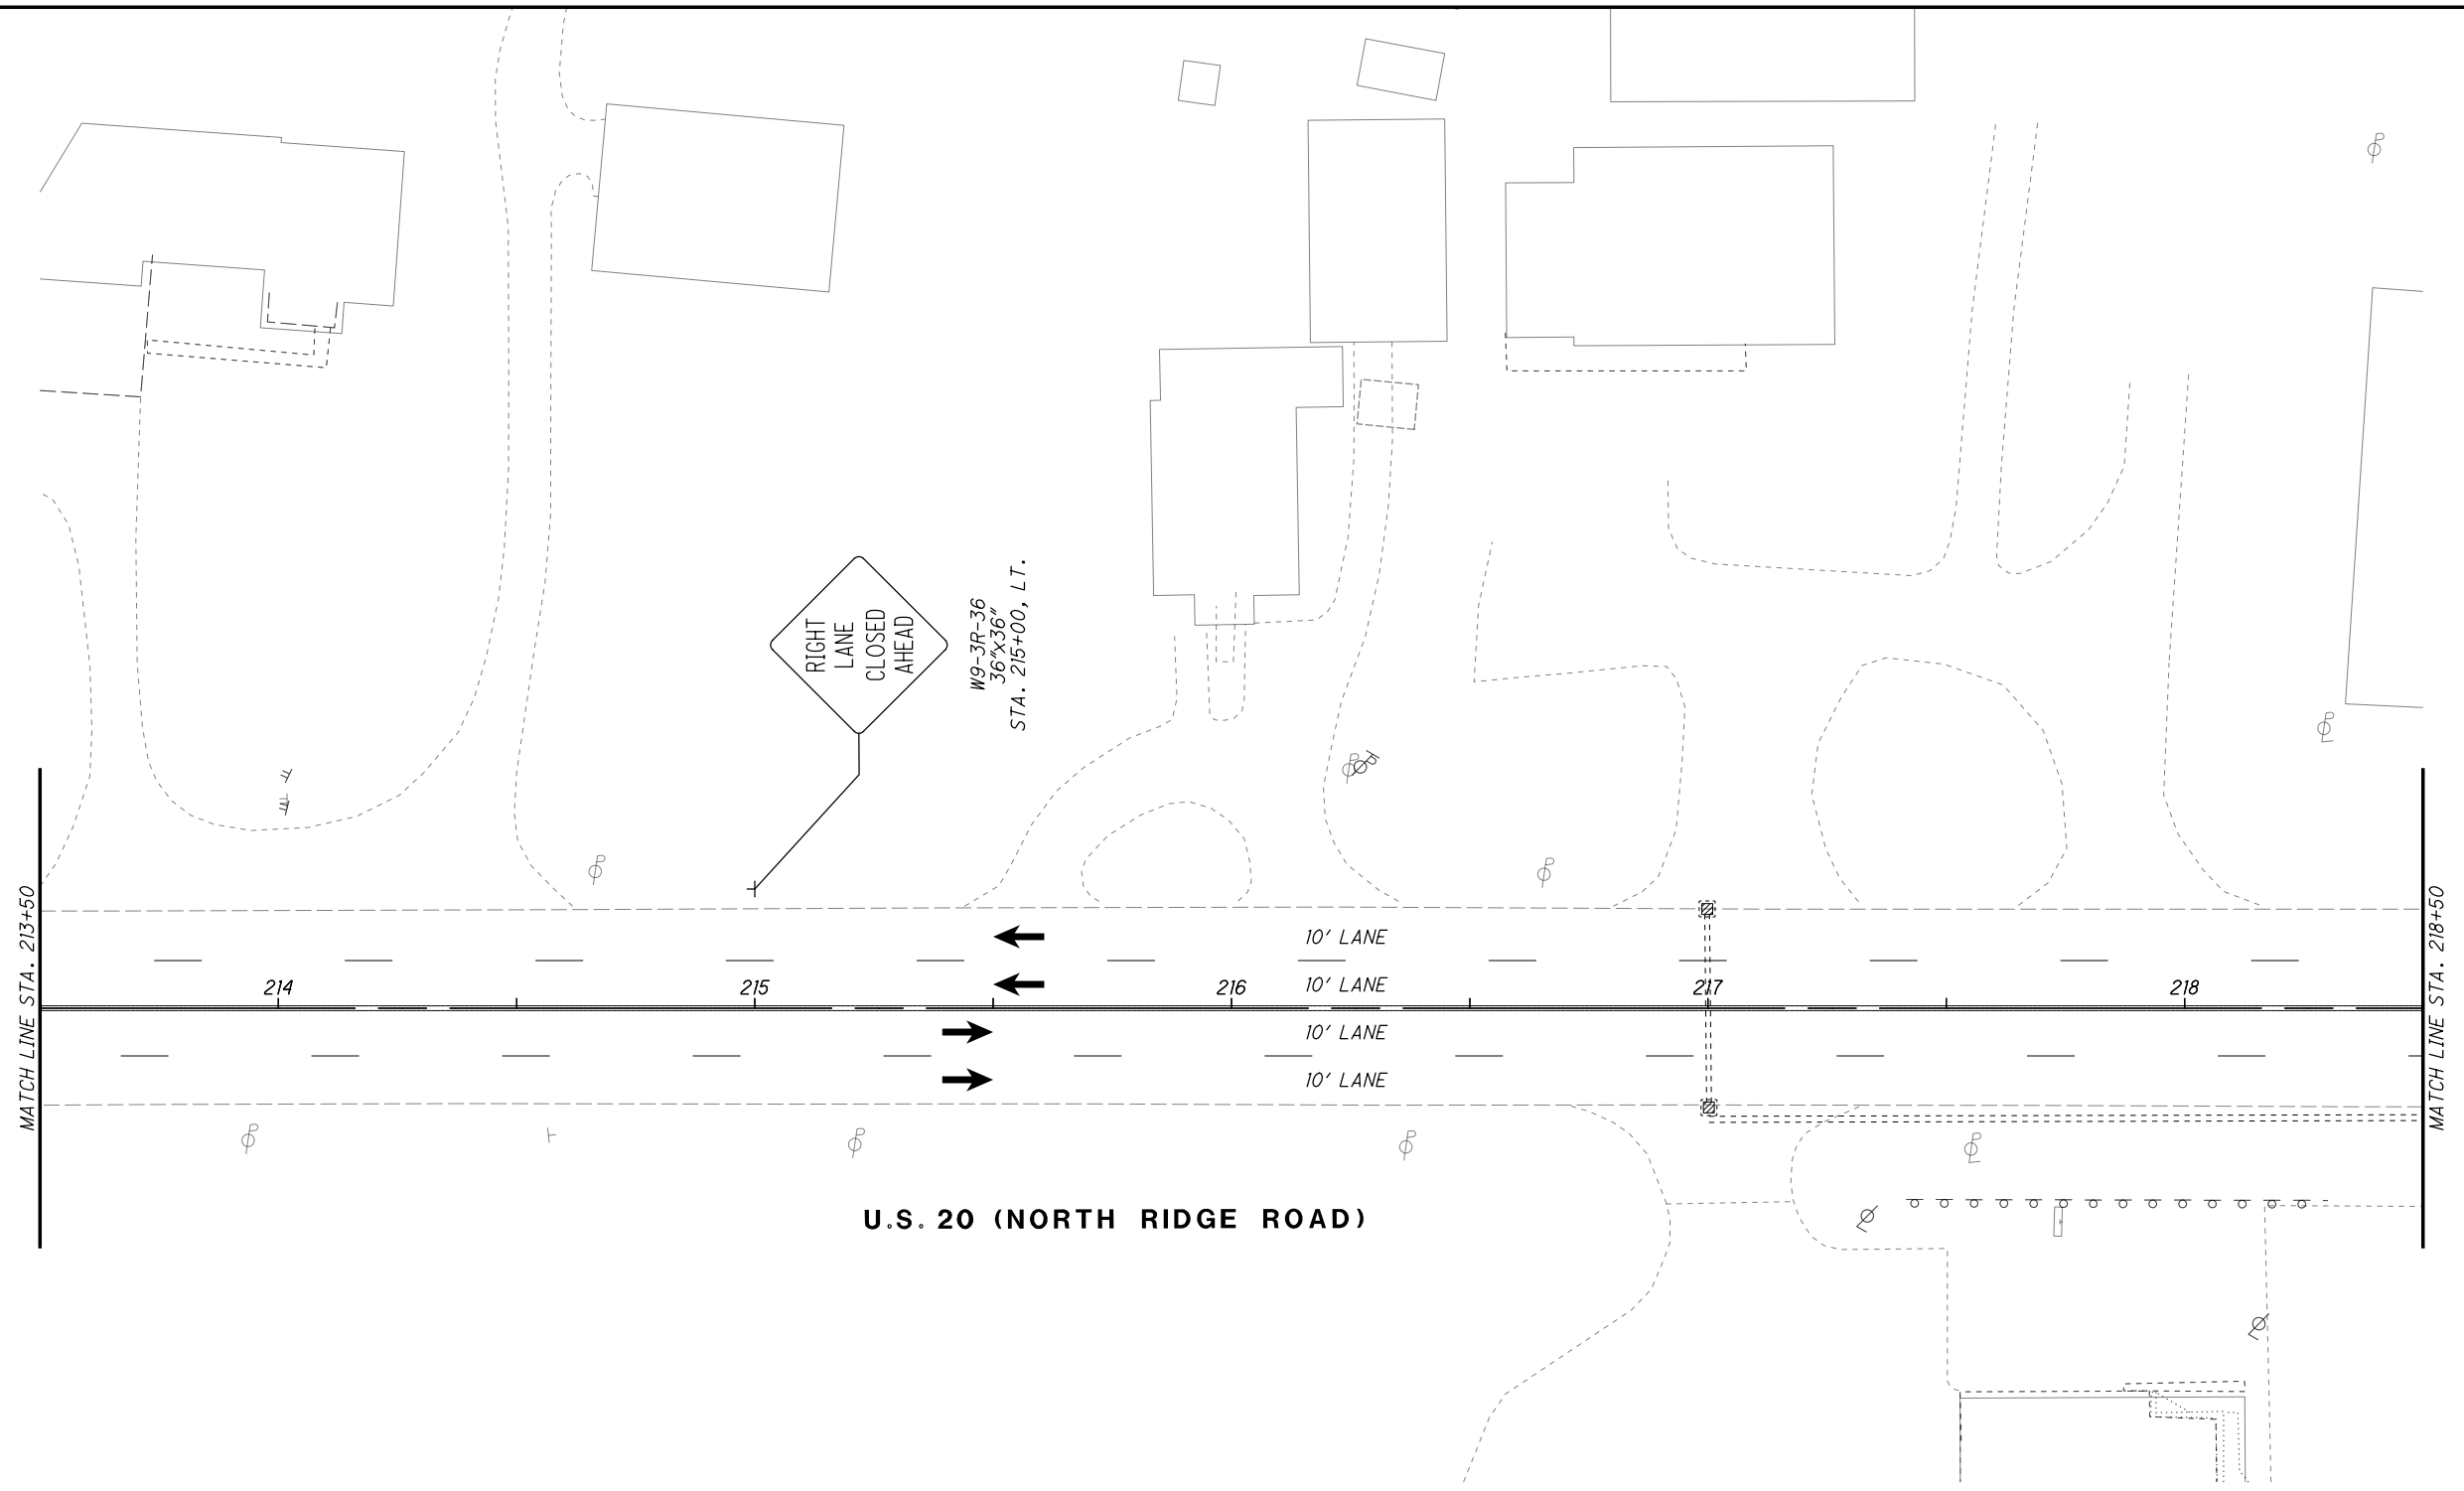 RIGHT
LANE
CLOSED
AHEAD
W9-3R-36
36"x36"
STA. 215+00, LT.
P
P
P
P
P
P
P
MATCH LINE STA. 213+50
MATCH LINE STA. 218+50
10' LANE
214
215
216
217
218
10' LANE
10' LANE
10' LANE
P
P
P
P
U.S. 20 (NORTH RIDGE ROAD)